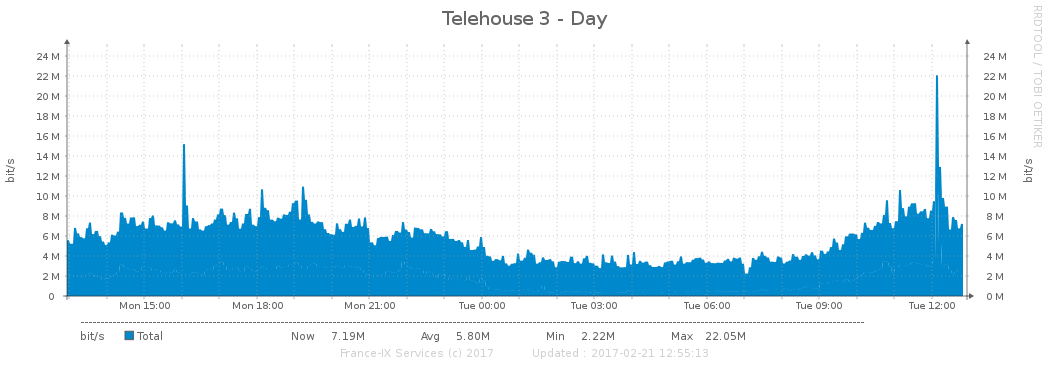 Telehouse 3 - Day
RRDTOOL / TOBI OETIKER
bit/s
bit/s
24 M 24 M
22 M 22 M
20 M 20 M
18 M 18 M
16 M 16 M
14 M 14 M
12 M 12 M
10 M 10 M
8 M 8 M
6 M 6 M
4 M 4 M
2 M 2 M
0 0 M
Mon 15:00 Mon 18:00 Mon 21:00 Tue 00:00 Tue 03:00 Tue 06:00 Tue 09:00 Tue 12:00
bit/s Total Now 7.19M Avg 5.80M Min 2.22M Max 22.05M
France-IX Services (c) 2017 Updated : 2017-02-21 12:55:13